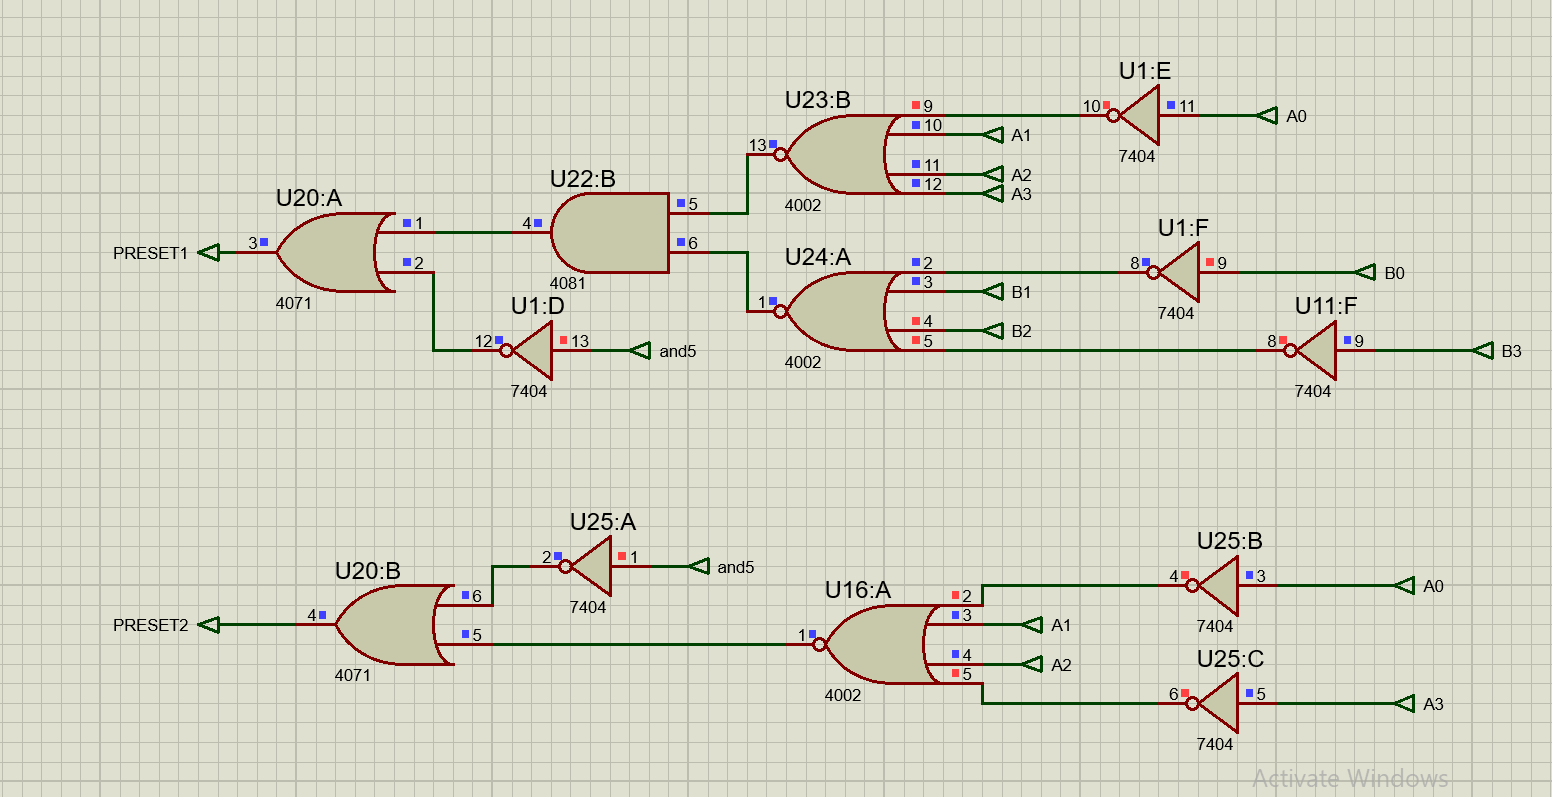 U1:E
10 11 A0
7404
U23:B
9
10 A1
11 A2
12 A3
13
4002
U22:B
5
6
4
4081
U20:A
1
2
3
PRESET1
4071
U1:D
12 13 and5
7404
U1:F
8 9 B0
7404
U24:A
2
3 B1
4 B2
5
1
4002
U11:F
8 9 B3
7404
U25:A
2 1 and5
7404
U20:B
6
5
4
PRESET2
4071
U25:B
4 3 A0
7404
U16:A
2
3 A1
4 A2
5
1
4002
U25:C
6 5 A3
7404
Activate Windows